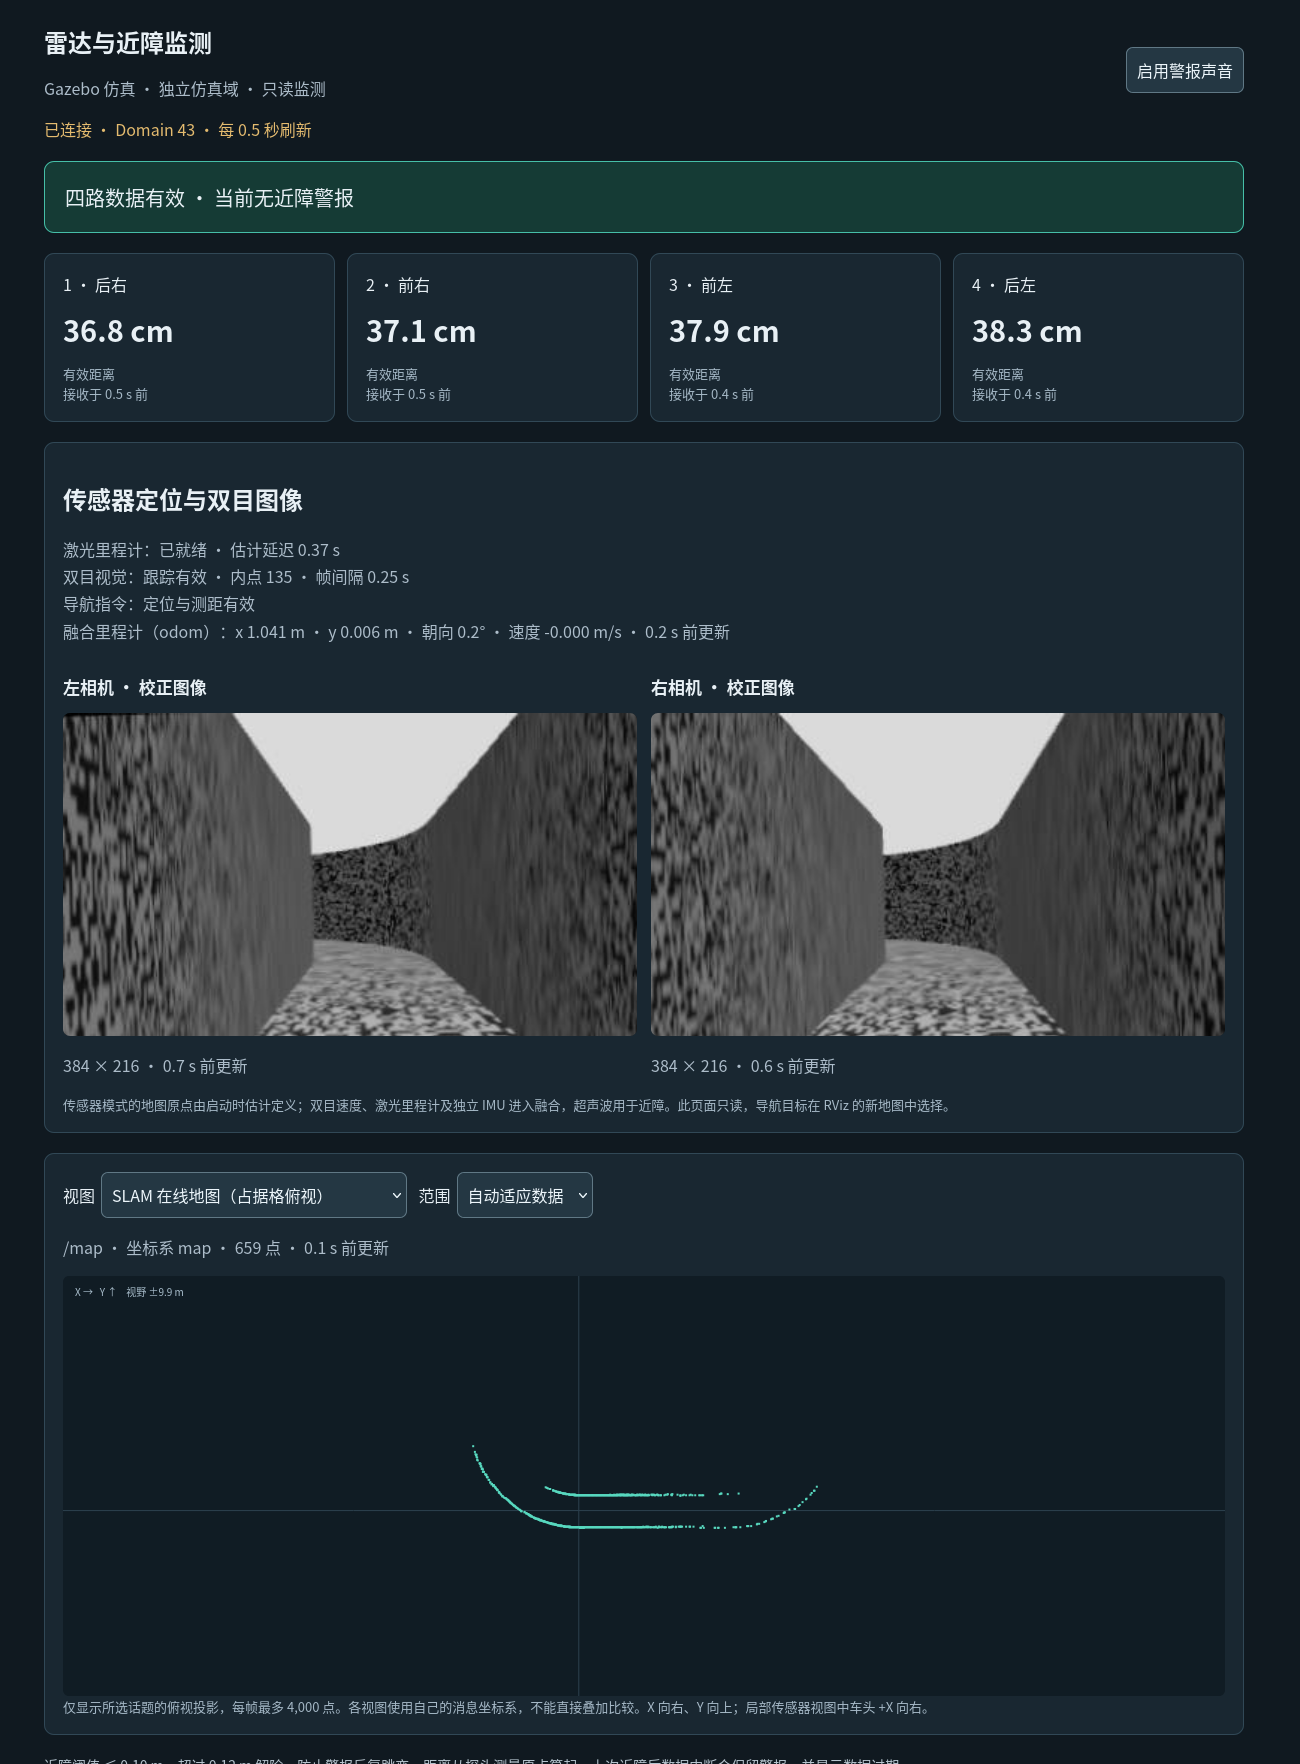 雷达与近障监测
启用警报声音
Gazebo 仿真 · 独立仿真域 · 只读监测
已连接 · Domain 43 · 每 0.5 秒刷新
四路数据有效 · 当前无近障警报
1 · 后右
36.8 cm
有效距离
接收于 0.5 s 前
2 · 前右
37.1 cm
有效距离
接收于 0.5 s 前
3 · 前左
37.9 cm
有效距离
接收于 0.4 s 前
4 · 后左
38.3 cm
有效距离
接收于 0.4 s 前
传感器定位与双目图像
激光里程计：已就绪 · 估计延迟 0.37 s
双目视觉：跟踪有效 · 内点 135 · 帧间隔 0.25 s
导航指令：定位与测距有效
融合里程计（odom）：x 1.041 m · y 0.006 m · 朝向 0.2° · 速度 -0.000 m/s · 0.2 s 前更新
左相机 · 校正图像
右相机 · 校正图像
384 × 216 · 0.7 s 前更新
384 × 216 · 0.6 s 前更新
传感器模式的地图原点由启动时估计定义；双目速度、激光里程计及独立 IMU 进入融合，超声波用于近障。此页面只读，导航目标在 RViz 的新地图中选择。
视图 SLAM 在线地图（占据格俯视） 范围 自动适应数据
/map · 坐标系 map · 659 点 · 0.1 s 前更新
X → Y ↑ 视野 ±9.9 m
仅显示所选话题的俯视投影，每帧最多 4,000 点。各视图使用自己的消息坐标系，不能直接叠加比较。X 向右、Y 向上；局部传感器视图中车头 +X 向右。